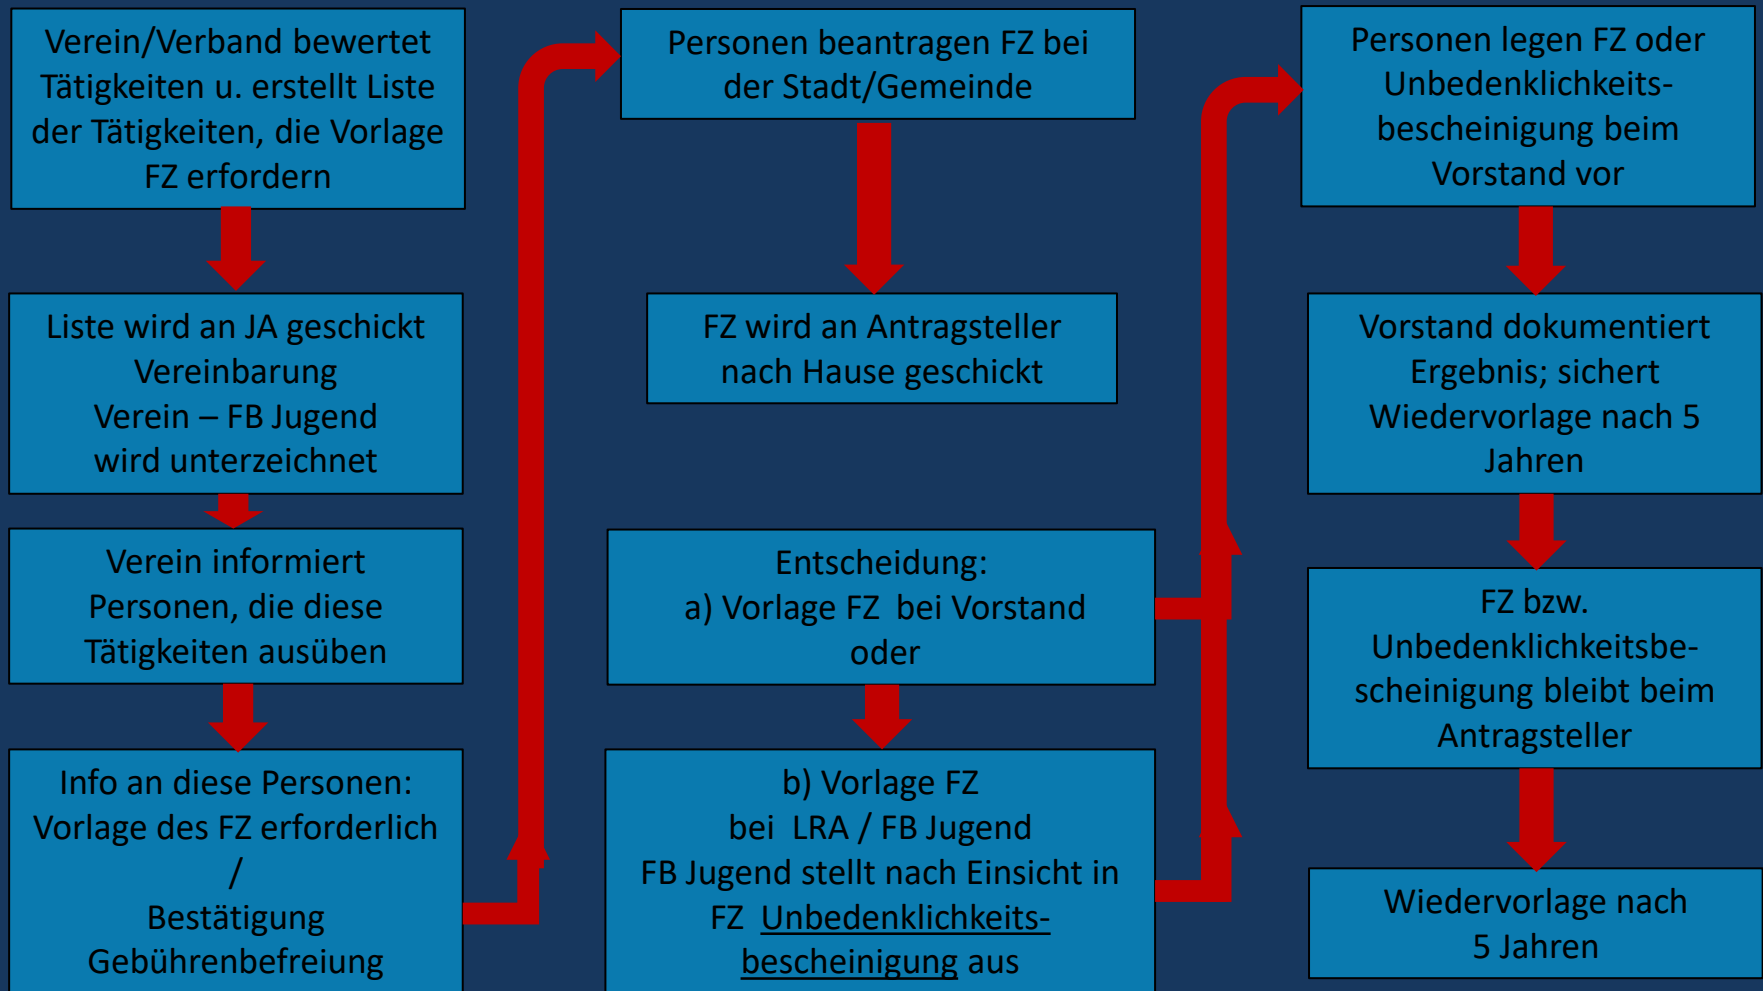 Verein/Verband bewertet
Tätigkeiten u. erstellt Liste
der Tätigkeiten, die Vorlage
FZ erfordern
Liste wird an JA geschickt
Vereinbarung
Verein – FB Jugend
wird unterzeichnet
Verein informiert
Personen, die diese
Tätigkeiten ausüben
Info an diese Personen:
Vorlage des FZ erforderlich
/
Bestätigung
Gebührenbefreiung
Personen beantragen FZ bei
der Stadt/Gemeinde
FZ wird an Antragsteller
nach Hause geschickt
Entscheidung:
a) Vorlage FZ bei Vorstand
oder
b) Vorlage FZ
bei LRA / FB Jugend
FB Jugend stellt nach Einsicht in
FZ Unbedenklichkeits-
bescheinigung aus
Personen legen FZ oder
Unbedenklichkeits-
bescheinigung beim
Vorstand vor
Vorstand dokumentiert
Ergebnis; sichert
Wiedervorlage nach 5
Jahren
FZ bzw.
Unbedenklichkeitsbe-
scheinigung bleibt beim
Antragsteller
Wiedervorlage nach
5 Jahren